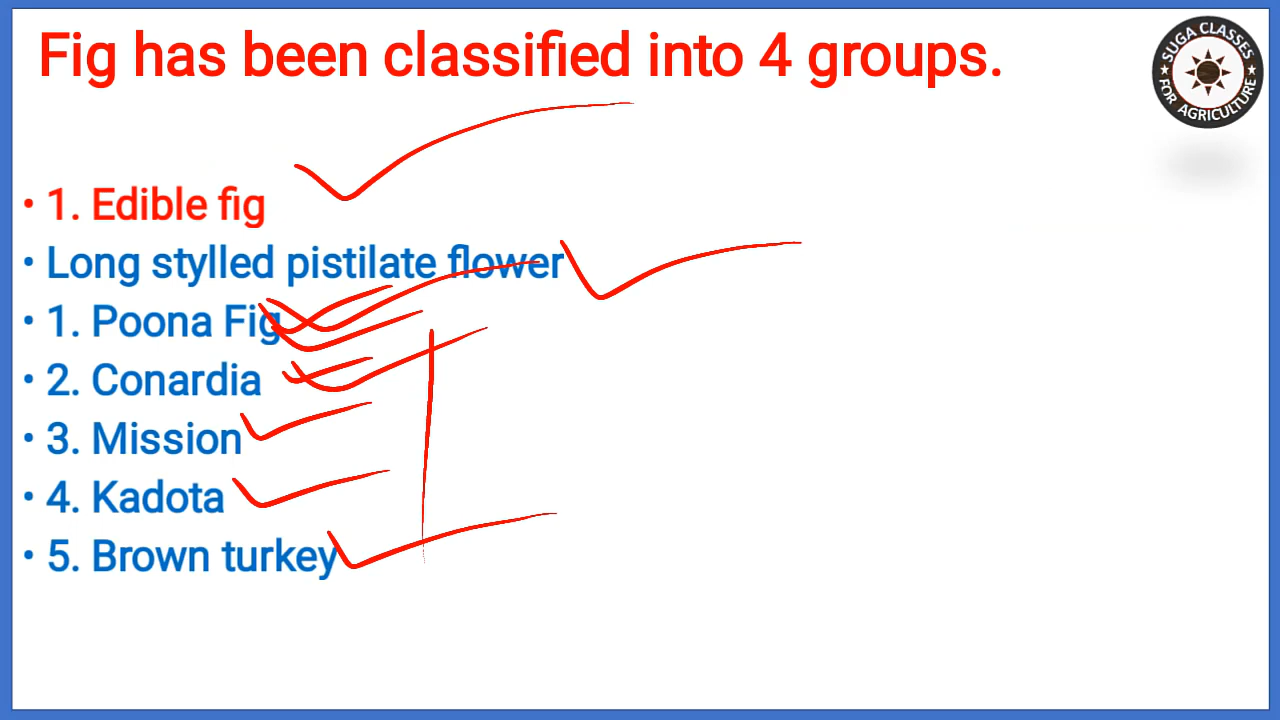 Fig has been classified into 4 groups.
SUGA CLASSES
FOR AGRICULTURE
• 1. Edible fig
• Long stylled pistilate flower
• 1. Poona Fig
• 2. Conardia
• 3. Mission
• 4. Kadota
• 5. Brown turkey